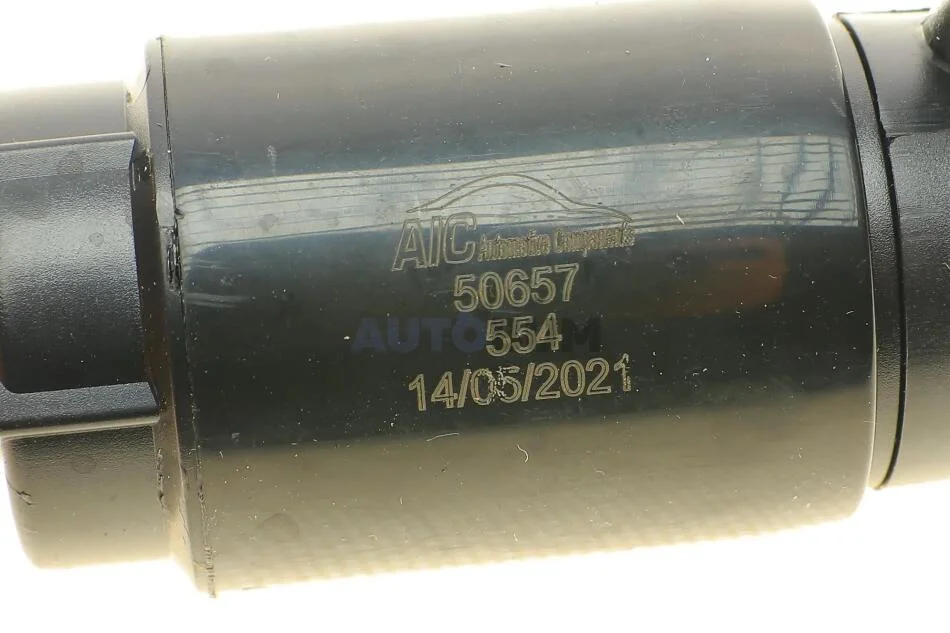 AIC Automotive Components
50657
554
14/05/2021